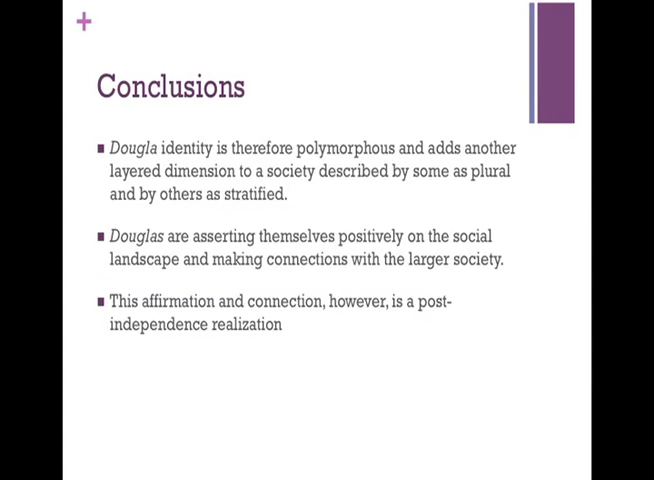 +
Conclusions
Dougla identity is therefore polymorphous and adds another
layered dimension to a society described by some as plural
and by others as stratified.
Douglas are asserting themselves positively on the social
landscape and making connections with the larger society.
This affirmation and connection, however, is a post-
independence realization